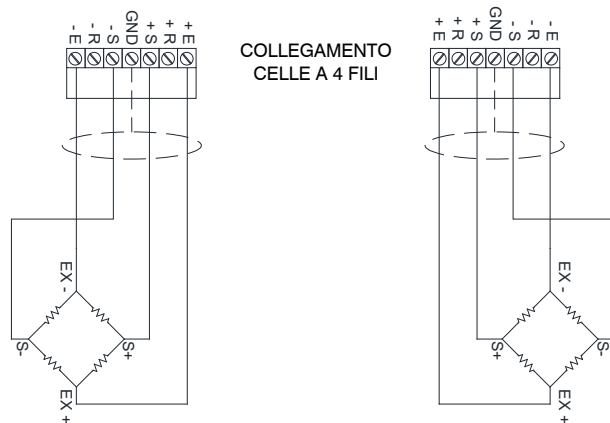 - E
- R
- S
GND
+ S
+ R
+ E
COLLEGAMENTO
CELLE A 4 FILI
+ E
+ R
+ S
GND
- S
- R
- E
EX -
S-
S+
EX +
EX -
S+
S-
EX +